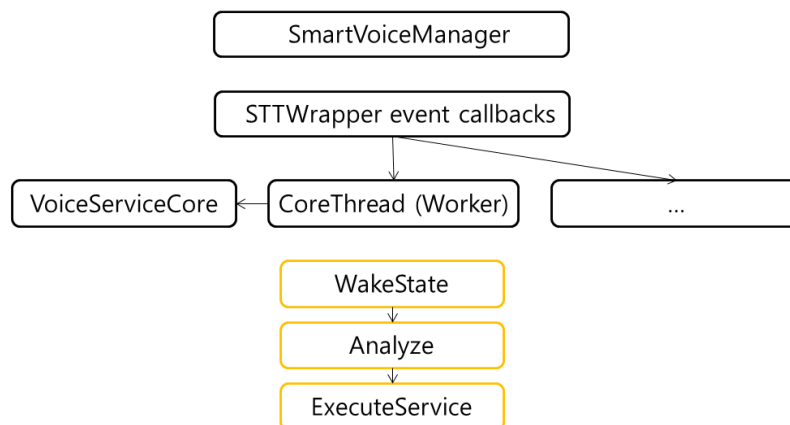 SmartVoiceManager
STTWrapper event callbacks
VoiceServiceCore
CoreThread (Worker)
...
WakeState
Analyze
ExecuteService